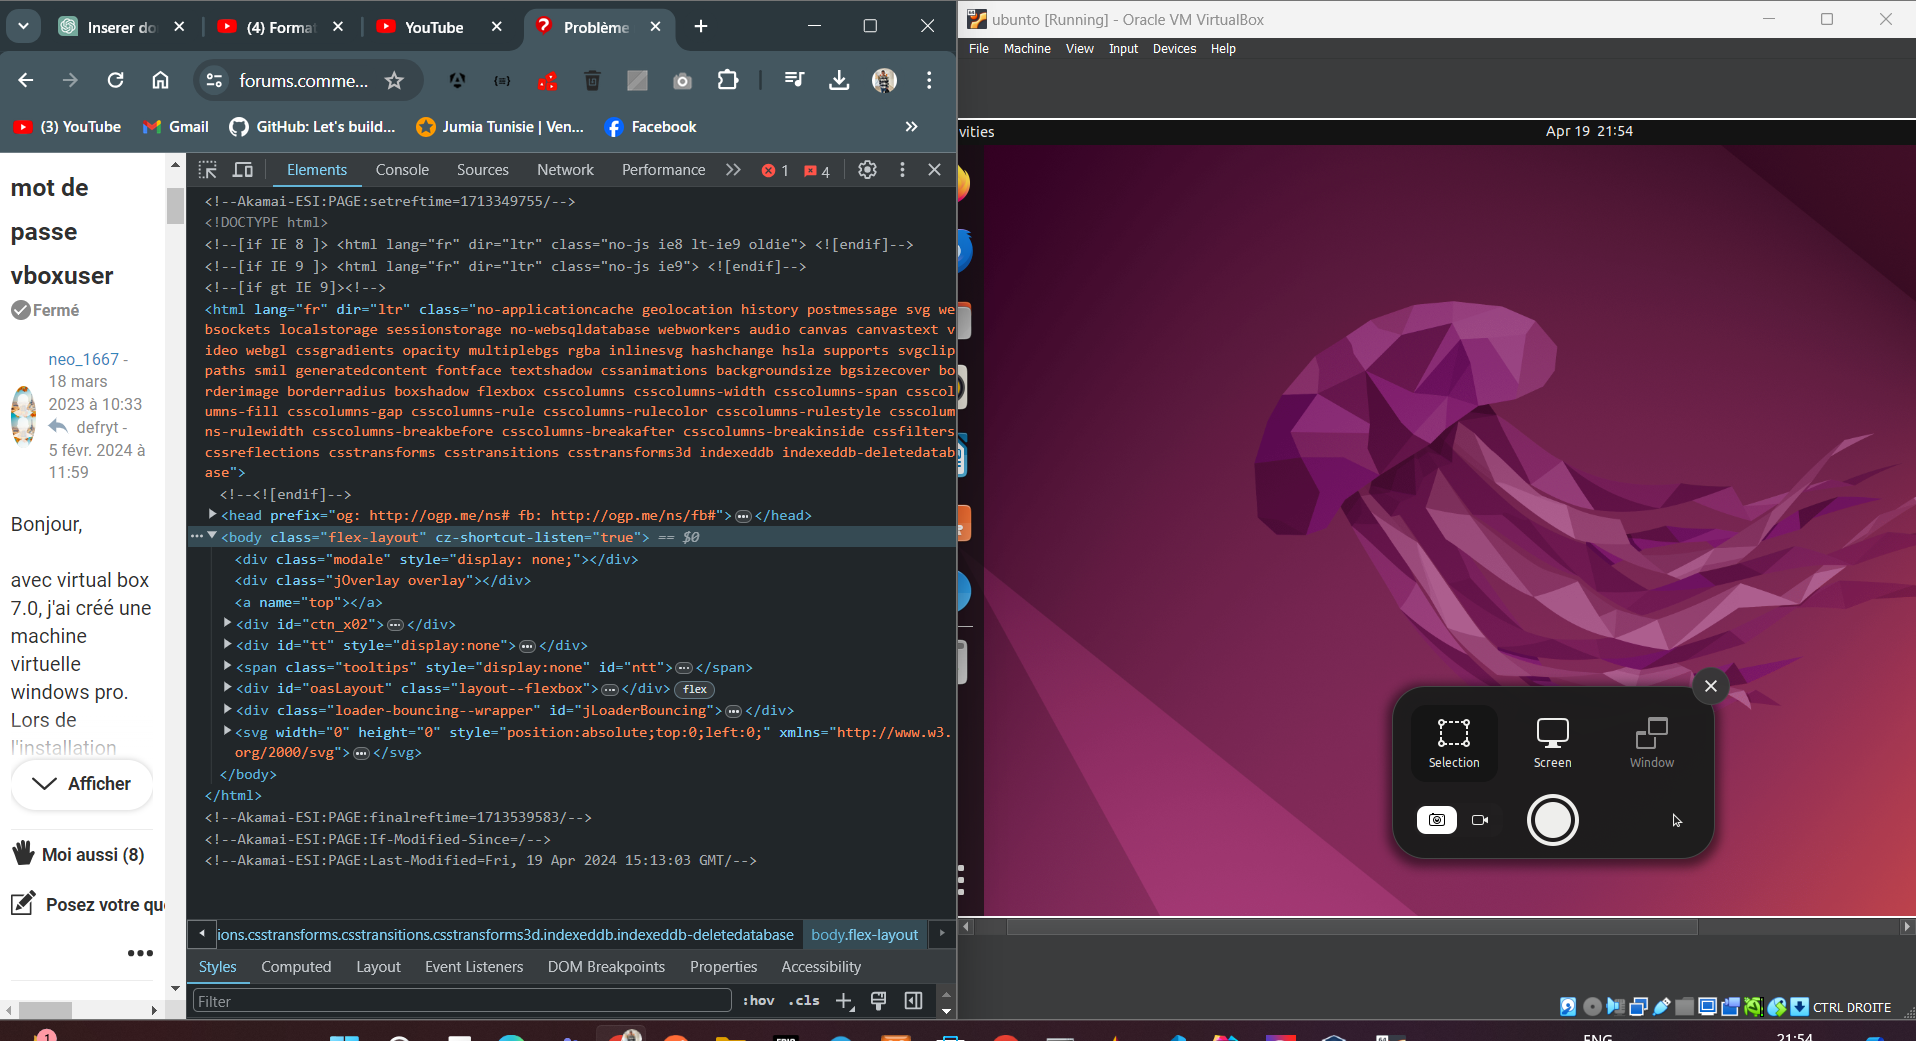 Inserer do
(4) Format
YouTube
Problème
forums.comme...
(3) YouTube
Gmail
GitHub: Let's build...
Jumia Tunisie | Ven...
Facebook
mot de
passe
vboxuser
Fermé
neo_1667 -
18 mars
2023 à 10:33
defryt -
5 févr. 2024 à
11:59
Bonjour,
avec virtual box
7.0, j'ai créé une
machine
virtuelle
windows pro.
Lors de
l'installation
Afficher
Moi aussi (8)
Posez votre que
Elements Console Sources Network Performance 1 4
<!--Akamai-ESI:PAGE:setreftime=1713349755/-->
<!DOCTYPE html>
<!--[if IE 8 ]> <html lang="fr" dir="ltr" class="no-js ie8 lt-ie9 oldie"> <![endif]-->
<!--[if IE 9 ]> <html lang="fr" dir="ltr" class="no-js ie9"> <![endif]-->
<!--[if gt IE 9]><!-->
<html lang="fr" dir="ltr" class="no-applicationcache geolocation history postmessage svg we
bsockets localstorage sessionstorage no-websqldatabase webworkers audio canvas canvastext v
ideo webgl cssgradients opacity multiplebgs rgba inlinesvg hashchange hsla supports svgclip
paths smil generatedcontent fontface textshadow cssanimations backgroundsize bgsizecover bo
rderimage borderradius boxshadow flexbox csscolumns csscolumns-width csscolumns-span csscol
umns-fill csscolumns-gap csscolumns-rule csscolumns-rulecolor csscolumns-rulestyle csscolum
ns-rulewidth csscolumns-breakbefore csscolumns-breakafter csscolumns-breakinside cssfilters
cssreflections csstransforms csstransitions csstransforms3d indexeddb indexeddb-deletedatab
ase">
<!--<![endif]-->
<head prefix="og: http://ogp.me/ns# fb: http://ogp.me/ns/fb#">…</head>
<body class="flex-layout" cz-shortcut-listen="true"> == $0
<div class="modale" style="display: none;"></div>
<div class="jOverlay overlay"></div>
<a name="top"></a>
<div id="ctn_x02">…</div>
<div id="tt" style="display:none">…</div>
<span class="tooltips" style="display:none" id="ntt">…</span>
<div id="oasLayout" class="layout--flexbox">…</div> flex
<div class="loader-bouncing--wrapper" id="jLoaderBouncing">…</div>
<svg width="0" height="0" style="position:absolute;top:0;left:0;" xmlns="http://www.w3.
org/2000/svg">…</svg>
</body>
</html>
<!--Akamai-ESI:PAGE:finalreftime=1713539583/-->
<!--Akamai-ESI:PAGE:If-Modified-Since=/-->
<!--Akamai-ESI:PAGE:Last-Modified=Fri, 19 Apr 2024 15:13:03 GMT/-->
ions.csstransforms.csstransitions.csstransforms3d.indexeddb.indexeddb-deletedatabase body.flex-layout
Styles Computed Layout Event Listeners DOM Breakpoints Properties Accessibility
Filter :hov .cls
ubunto [Running] - Oracle VM VirtualBox
File Machine View Input Devices Help
vities
Apr 19 21:54
Selection Screen Window
CTRL DROITE
1
ENG
21:54